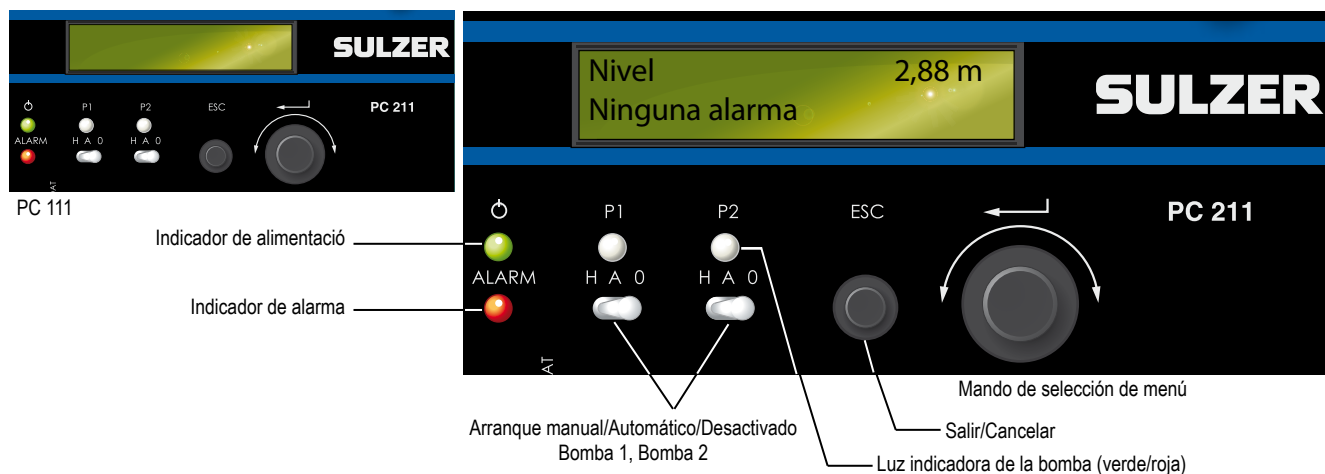 SULZER
P1 P2 ESC PC 211
ALARM H A 0 H A 0
AT
PC 111
Nivel 2,88 m
Ninguna alarma
SULZER
P1 P2 ESC PC 211
ALARM H A 0 H A 0
AT
Indicador de alimentació
Indicador de alarma
Arranque manual/Automático/Desactivado
Bomba 1, Bomba 2
Mando de selección de menú
Salir/Cancelar
Luz indicadora de la bomba (verde/roja)